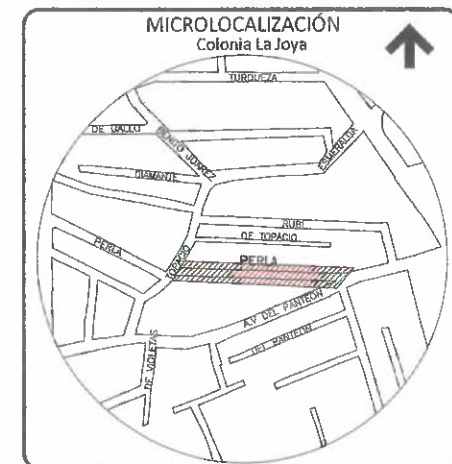 MICROLOCALIZACIÓN
Colonia La Joya
TURQUEZA
DE GALLO
BENITO JUAREZ
ESMERALDA
DIAMANTE
RUBI
DE TOPACIO
PERLA
TOPACIO
PERLA
AV DEL PANTEON
DEL PANTEON
DE VIOLETAS